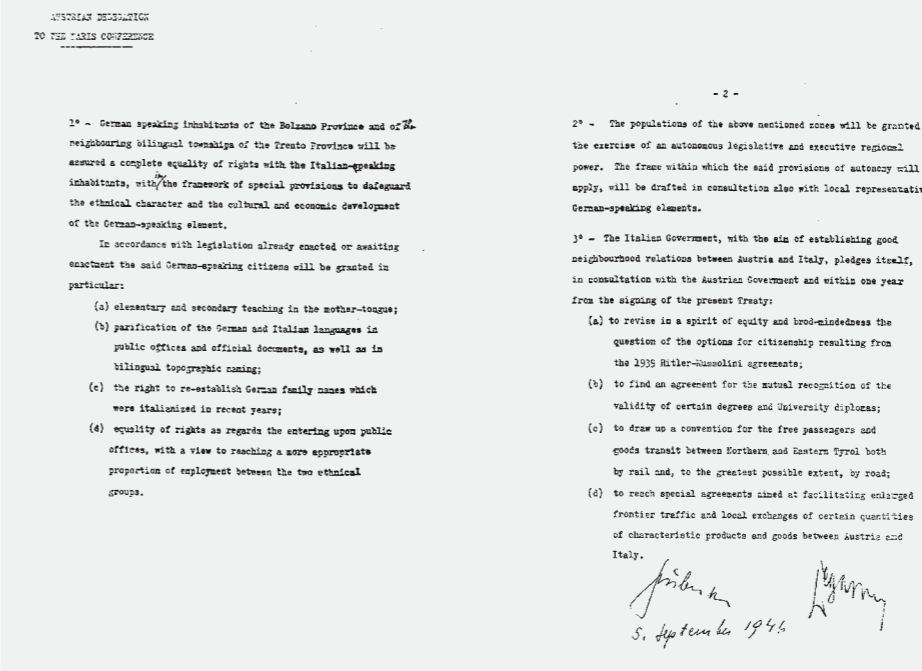 AUSTRIAN DELEGATION
TO THE PARIS CONFERENCE
1° - German speaking inhabitants of the Bolzano Province and of the
neighbouring bilingual townships of the Trento Province will be
assured a complete equality of rights with the Italian-speaking
inhabitants, within the framework of special provisions to safeguard
the ethnical character and the cultural and economic development
of the German-speaking element.
In accordance with legislation already enacted or awaiting
enactment the said German-speaking citizens will be granted in
particular:
(a) elementary and secondary teaching in the mother-tongue;
(b) parification of the German and Italian languages in
public offices and official documents, as well as in
bilingual topographic naming;
(c) the right to re-establish German family names which
were italianized in recent years;
(d) equality of rights as regards the entering upon public
offices, with a view to reaching a more appropriate
proportion of employment between the two ethnical
groups.
- 2 -
2° - The populations of the above mentioned zones will be granted
the exercise of an autonomous legislative and executive regional
power. The frame within which the said provisions of autonomy will
apply, will be drafted in consultation also with local representativ
German-speaking elements.
3° - The Italian Government, with the aim of establishing good
neighbourhood relations between Austria and Italy, pledges itself,
in consultation with the Austrian Government and within one year
from the signing of the present Treaty:
(a) to revise in a spirit of equity and brod-mindedness the
question of the options for citizenship resulting from
the 1939 Hitler-Mussolini agreements;
(b) to find an agreement for the mutual recognition of the
validity of certain degrees and University diplomas;
(c) to draw up a convention for the free passengers and
goods transit between Northern and Eastern Tyrol both
by rail and, to the greatest possible extent, by road;
(d) to reach special agreements aimed at facilitating enlarged
frontier traffic and local exchanges of certain quantities
of characteristic products and goods between Austria and
Italy.
5. September 1946